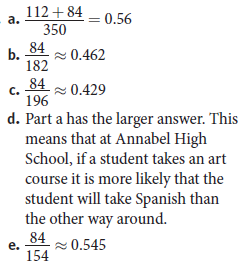 a. (112 + 84)/350 = 0.56
b. 84/182 ≈ 0.462
c. 84/196 ≈ 0.429
d. Part a has the larger answer. This
means that at Annabel High
School, if a student takes an art
course it is more likely that the
student will take Spanish than
the other way around.
e. 84/154 ≈ 0.545